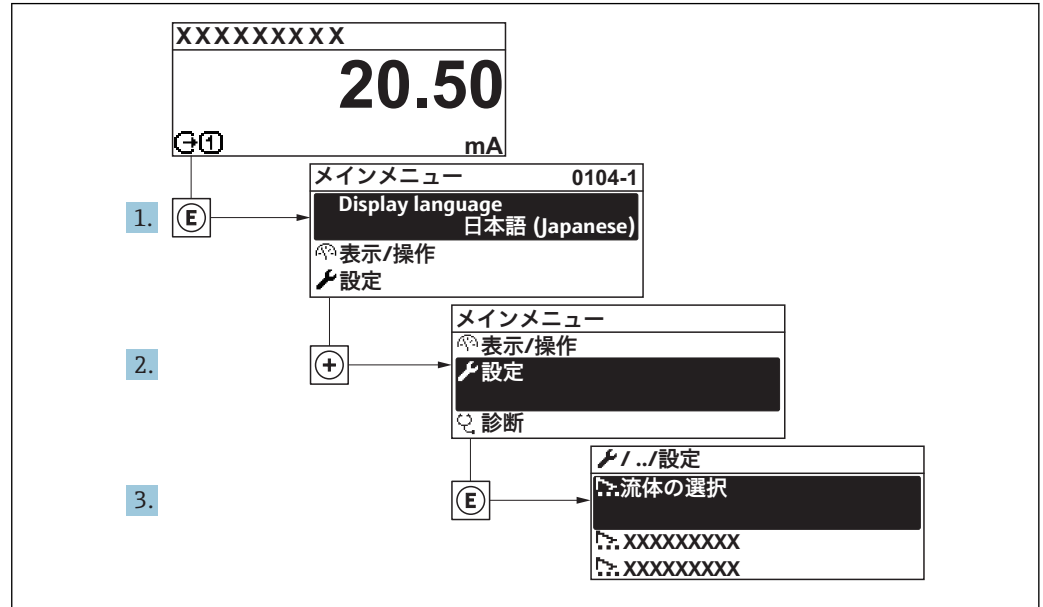 XXXXXXXXX
20.50
①
mA
1.
E
メインメニュー 0104-1
Display language
日本語 (Japanese)
表示/操作
設定
2.
+
メインメニュー
表示/操作
設定
診断
3.
E
/ ../設定
流体の選択
XXXXXXXXX
XXXXXXXXX